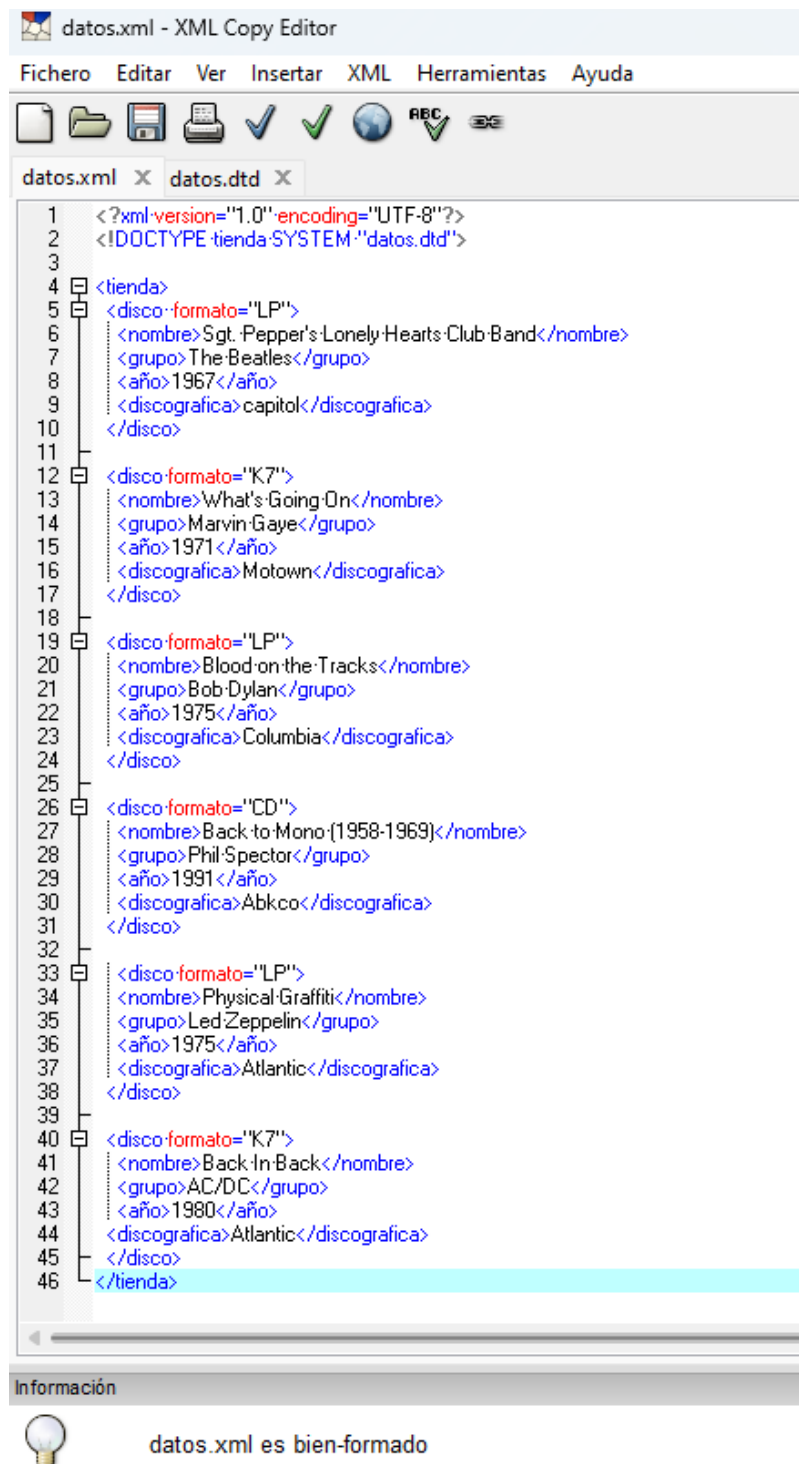 datos.xml - XML Copy Editor
Fichero Editar Ver Insertar XML Herramientas Ayuda
ABC
datos.xml X datos.dtd X
1 <?xml version="1.0" encoding="UTF-8"?>
2 <!DOCTYPE tienda SYSTEM "datos.dtd">
3
4 <tienda>
5 <disco  formato="LP">
6 <nombre>Sgt. Pepper's Lonely Hearts Club Band</nombre>
7 <grupo>The Beatles</grupo>
8 <año>1967</año>
9 <discografica>capitol</discografica>
10 </disco>
11
12 <disco formato="K7">
13 <nombre>What's Going On</nombre>
14 <grupo>Marvin Gaye</grupo>
15 <año>1971</año>
16 <discografica>Motown</discografica>
17 </disco>
18
19 <disco formato="LP">
20 <nombre>Blood on the Tracks</nombre>
21 <grupo>Bob Dylan</grupo>
22 <año>1975</año>
23 <discografica>Columbia</discografica>
24 </disco>
25
26 <disco formato="CD">
27 <nombre>Back to Mono (1958-1969)</nombre>
28 <grupo>Phil Spector</grupo>
29 <año>1991</año>
30 <discografica>Abkco</discografica>
31 </disco>
32
33 <disco formato="LP">
34 <nombre>Physical Graffiti</nombre>
35 <grupo>Led Zeppelin</grupo>
36 <año>1975</año>
37 <discografica>Atlantic</discografica>
38 </disco>
39
40 <disco formato="K7">
41 <nombre>Back In Back</nombre>
42 <grupo>AC/DC</grupo>
43 <año>1980</año>
44 <discografica>Atlantic</discografica>
45 </disco>
46 </tienda>
Información
datos.xml es bien-formado